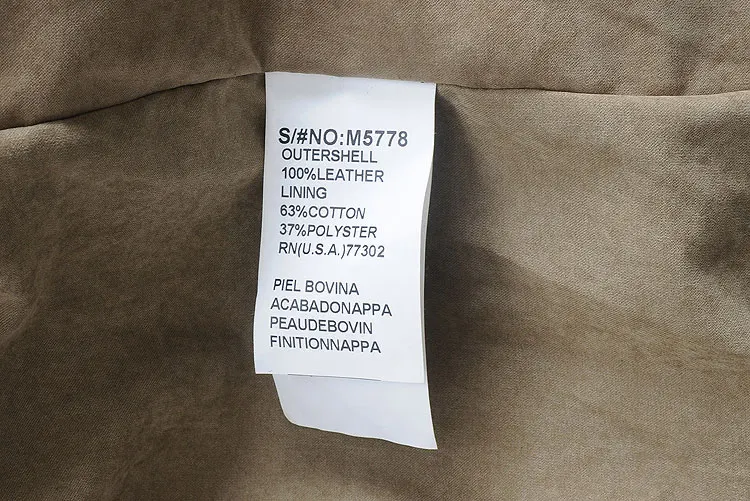 S/#NO:M5778
OUTERSHELL
100%LEATHER
LINING
63%COTTON
37%POLYSTER
RN(U.S.A.)77302
PIEL BOVINA
ACABADONAPPA
PEAUDEBOVIN
FINITIONNAPPA